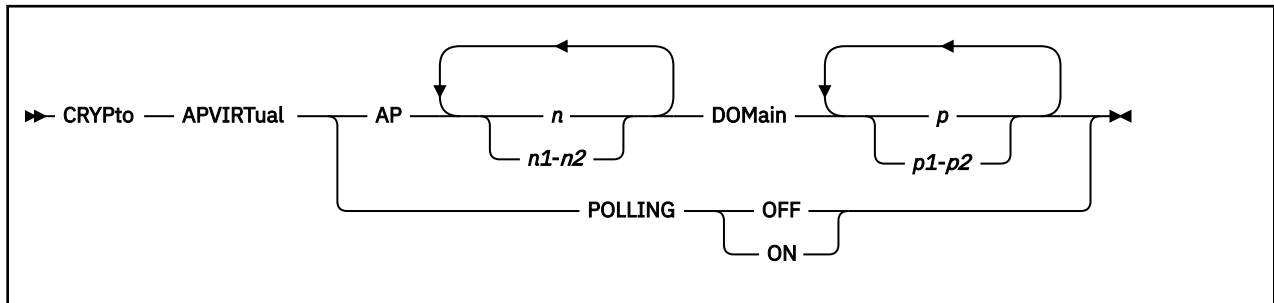 CRYPto APVIRTual AP n DOMain p
n1-n2 p1-p2
POLLING OFF
ON